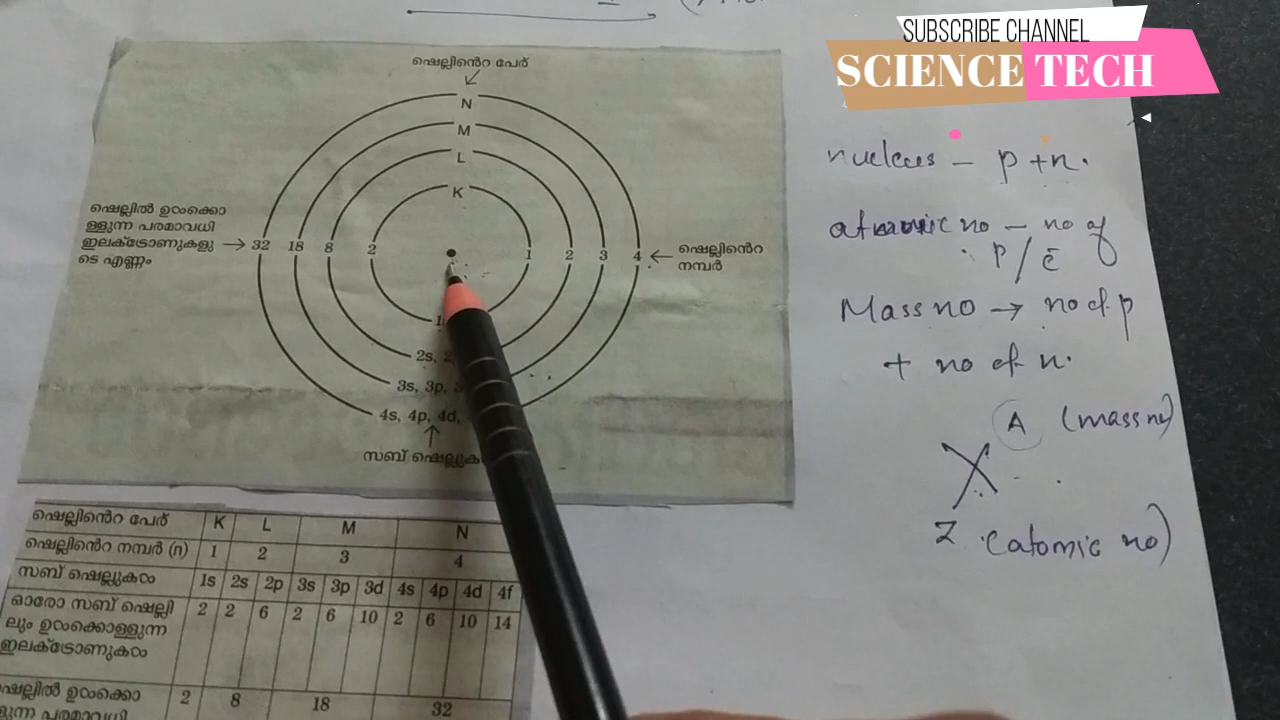 SUBSCRIBE CHANNEL
SCIENCE TECH
ഷെല്ലിൻെറ പേര്
N
M
L
K
ഷെല്ലിൽ ഉൾക്കൊ
ള്ളുന്ന പരമാവധി
ഇലക്ട്രോണുകളു
ടെ എണ്ണം
32 18 8 2 1 2 3 4
ഷെല്ലിൻെറ
നമ്പർ
2s,
3s, 3p,
4s, 4p, 4d,
nucleus – p + n.
atomic no – no of
p / e̅
Mass no → no of p
+ no of n.
A (mass no)
X
Z (atomic no)
ഷെല്ലിൻെറ പേര് K L M N
ഷെല്ലിൻെറ നമ്പർ (n) 1 2 3 4
സബ് ഷെല്ലുകൾ 1s 2s 2p 3s 3p 3d 4s 4p 4d 4f
ഓരോ സബ് ഷെല്ലി 2 2 6 2 6 10 2 6 10 14
ലും ഉൾക്കൊള്ളുന്ന
ഇലക്ട്രോണുകൾ
ഉൾക്കൊ 2 8 18 32
പരമാവധി